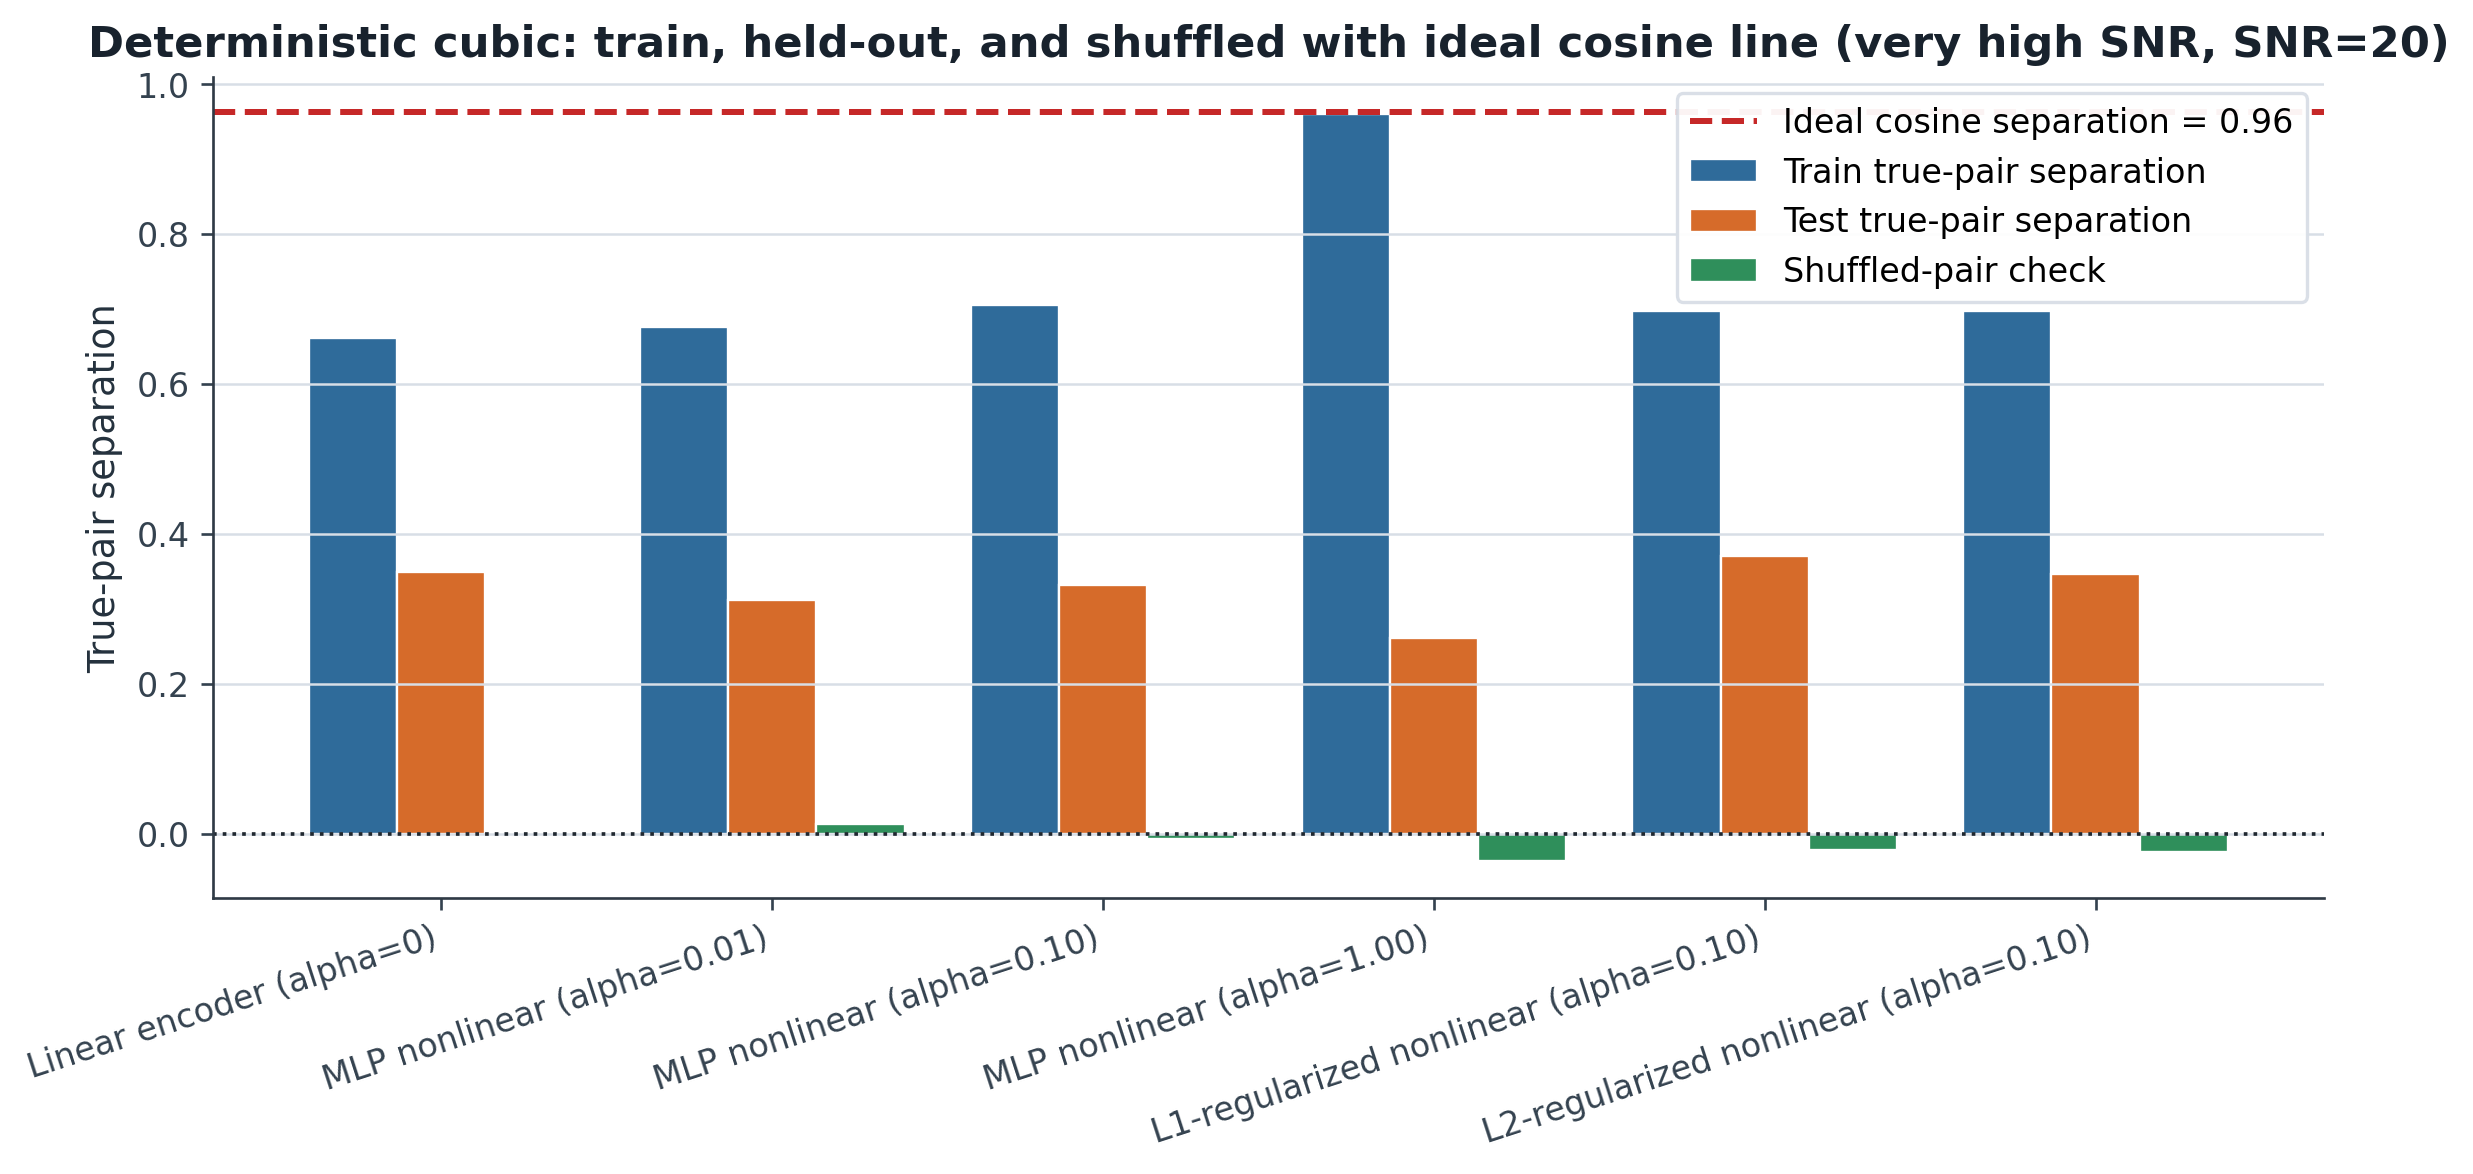 Deterministic cubic: train, held-out, and shuffled with ideal cosine line (very high SNR, SNR=20)
True-pair separation
1.0
0.8
0.6
0.4
0.2
0.0
Ideal cosine separation = 0.96
Train true-pair separation
Test true-pair separation
Shuffled-pair check
Linear encoder (alpha=0)
MLP nonlinear (alpha=0.01)
MLP nonlinear (alpha=0.10)
MLP nonlinear (alpha=1.00)
L1-regularized nonlinear (alpha=0.10)
L2-regularized nonlinear (alpha=0.10)